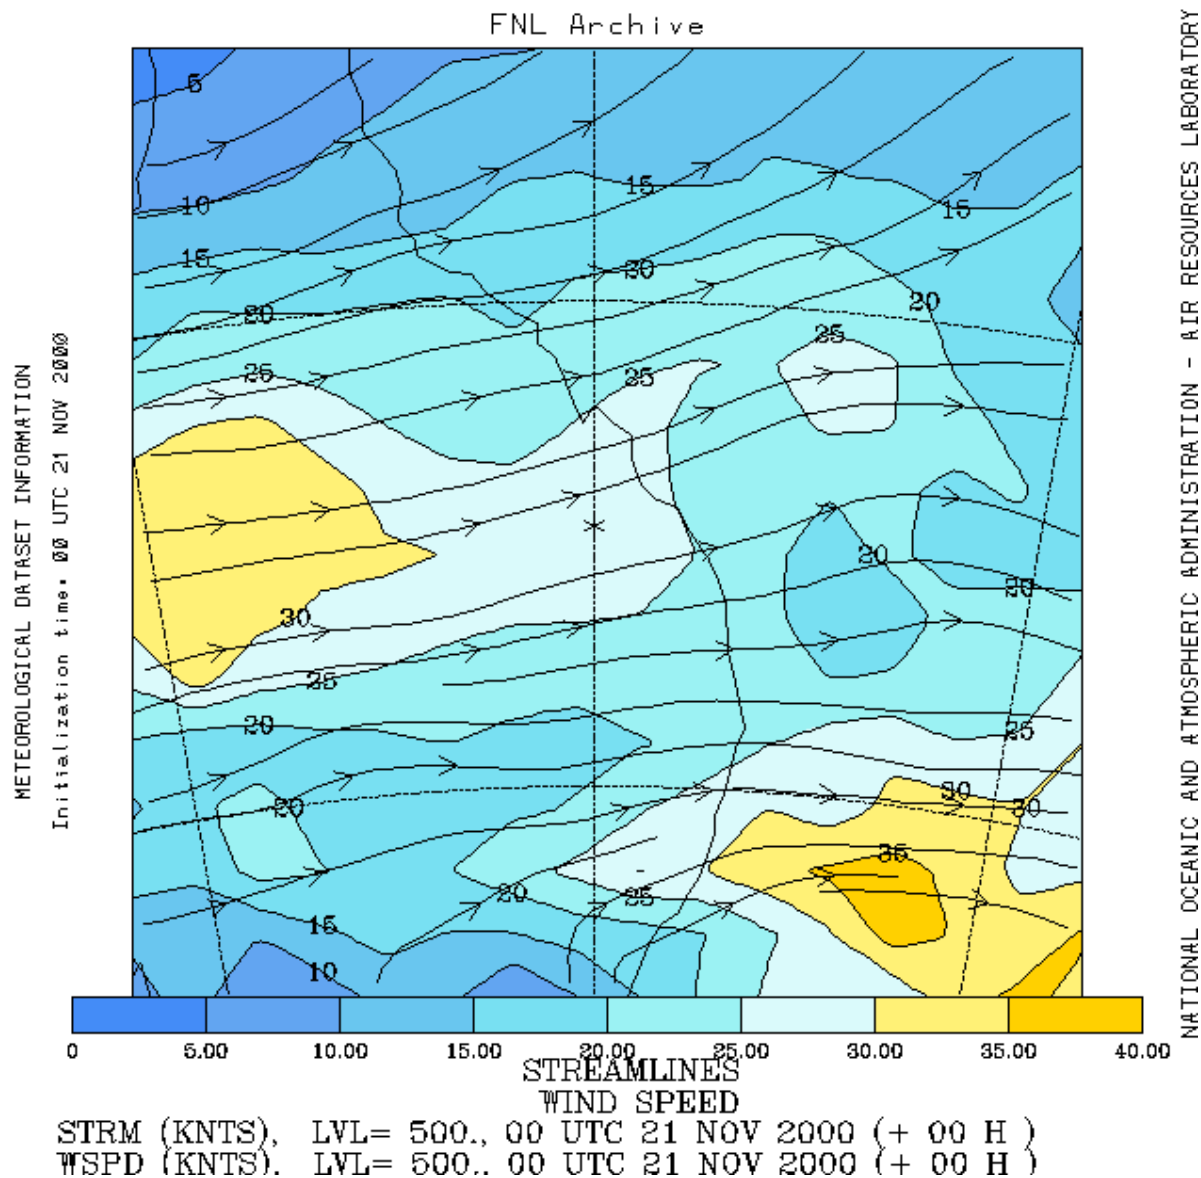 FNL Archive
NATIONAL OCEANIC AND ATMOSPHERIC ADMINISTRATION - AIR RESOURCES LABORATORY
METEOROLOGICAL DATASET INFORMATION
Initialization time: 00 UTC 21 NOV 2000
5
10
15
15
15
20
20
20
25
25
25
20
20
30
25
20
25
20
30
30
35
20
25
15
10
0 5.00 10.00 15.00 20.00 25.00 30.00 35.00 40.00
STREAMLINES
WIND SPEED
STRM (KNTS), LVL= 500., 00 UTC 21 NOV 2000 (+ 00 H )
WSPD (KNTS), LVL= 500., 00 UTC 21 NOV 2000 (+ 00 H )